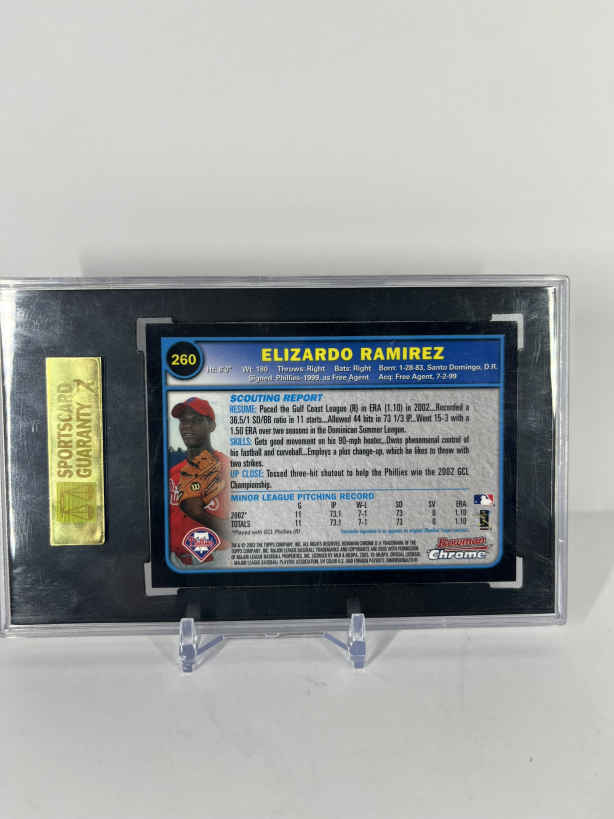 SPORTSCARD
GUARANTY
260
ELIZARDO RAMIREZ
Ht: 6'0" Wt: 180 Throws: Right Bats: Right Born: 1-28-83, Santo Domingo, D.R.
Signed: Phillies-1999, as Free Agent Acq: Free Agent, 7-2-99
SCOUTING REPORT
RESUME: Paced the Gulf Coast League (R) in ERA (1.10) in 2002...Recorded a
36.5/1 SO/BB ratio in 11 starts...Allowed 44 hits in 73 1/3 IP...Went 15-3 with a
1.50 ERA over two seasons in the Dominican Summer League.
SKILLS: Gets good movement on his 90-mph heater...Owns phenomenal control of
his fastball and curveball...Employs a plus change-up, which he likes to throw with
two strikes.
UP CLOSE: Tossed three-hit shutout to help the Phillies win the 2002 GCL
Championship.
MINOR LEAGUE PITCHING RECORD
G IP W-L SO SV ERA
2002* 11 73.1 7-1 73 0 1.10
TOTALS 11 73.1 7-1 73 0 1.10
*Played with GCL Phillies (R)
Phillies
Bowman
Chrome